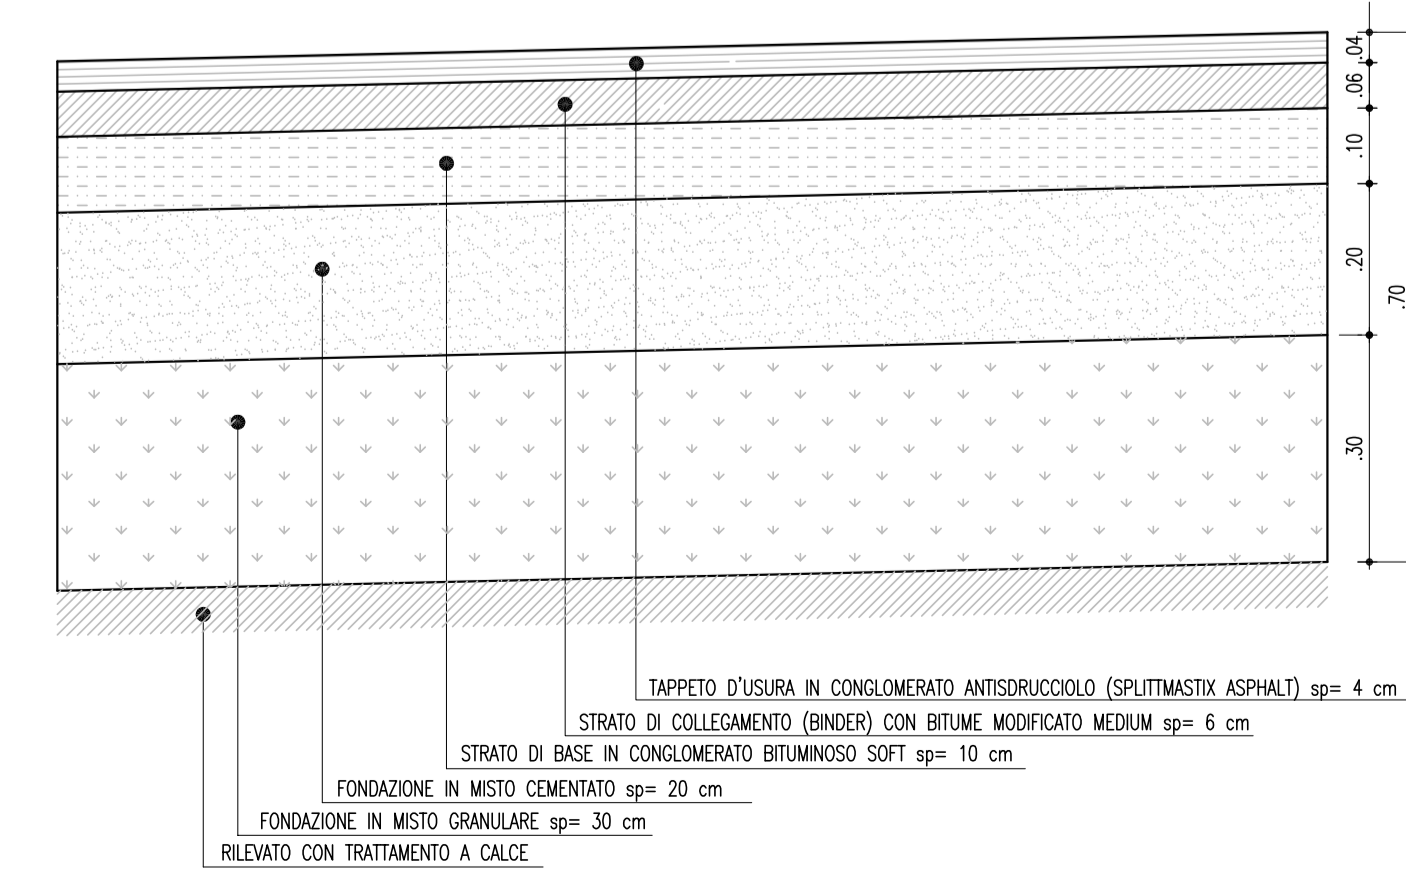 .04
.06
.10
.20
.70
.30
TAPPETO D'USURA IN CONGLOMERATO ANTISDRUCCIOLO (SPLITTMASTIX ASPHALT) sp= 4 cm
STRATO DI COLLEGAMENTO (BINDER) CON BITUME MODIFICATO MEDIUM sp= 6 cm
STRATO DI BASE IN CONGLOMERATO BITUMINOSO SOFT sp= 10 cm
FONDAZIONE IN MISTO CEMENTATO sp= 20 cm
FONDAZIONE IN MISTO GRANULARE sp= 30 cm
RILEVATO CON TRATTAMENTO A CALCE